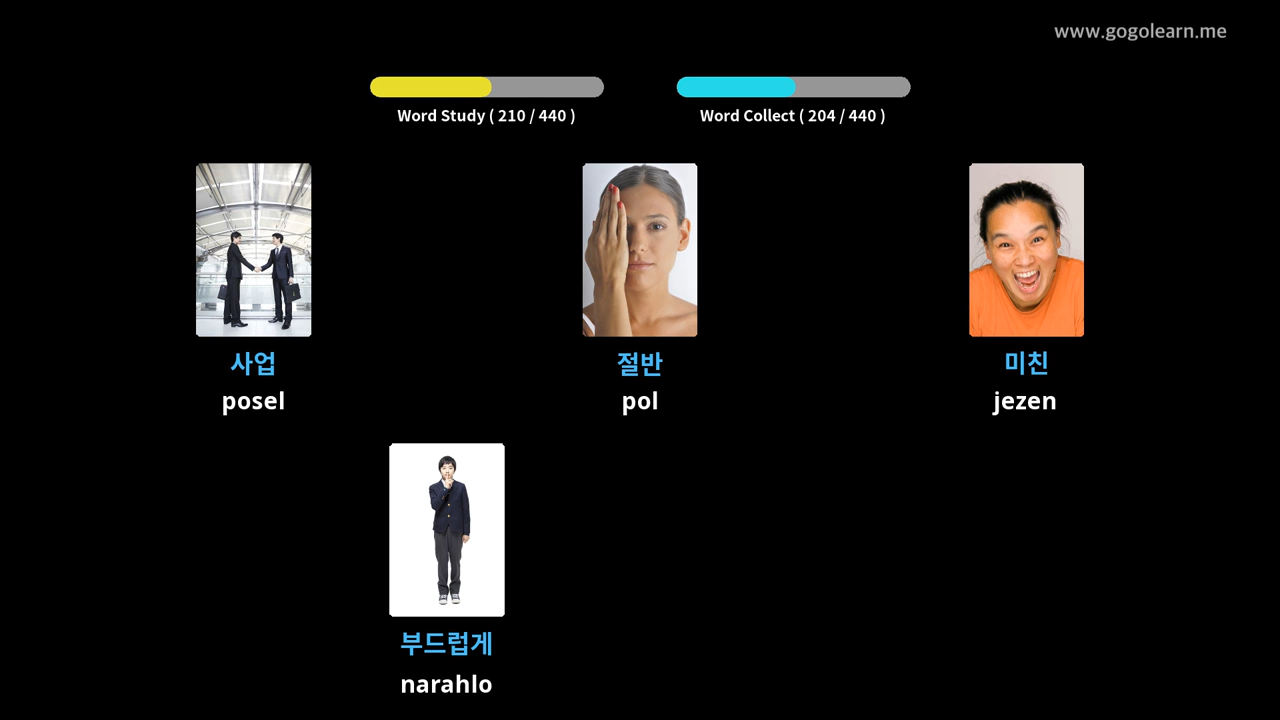 www.gogolearn.me
Word Study ( 210 / 440 )
Word Collect ( 204 / 440 )
사업
posel
절반
pol
미친
jezen
부드럽게
narahlo